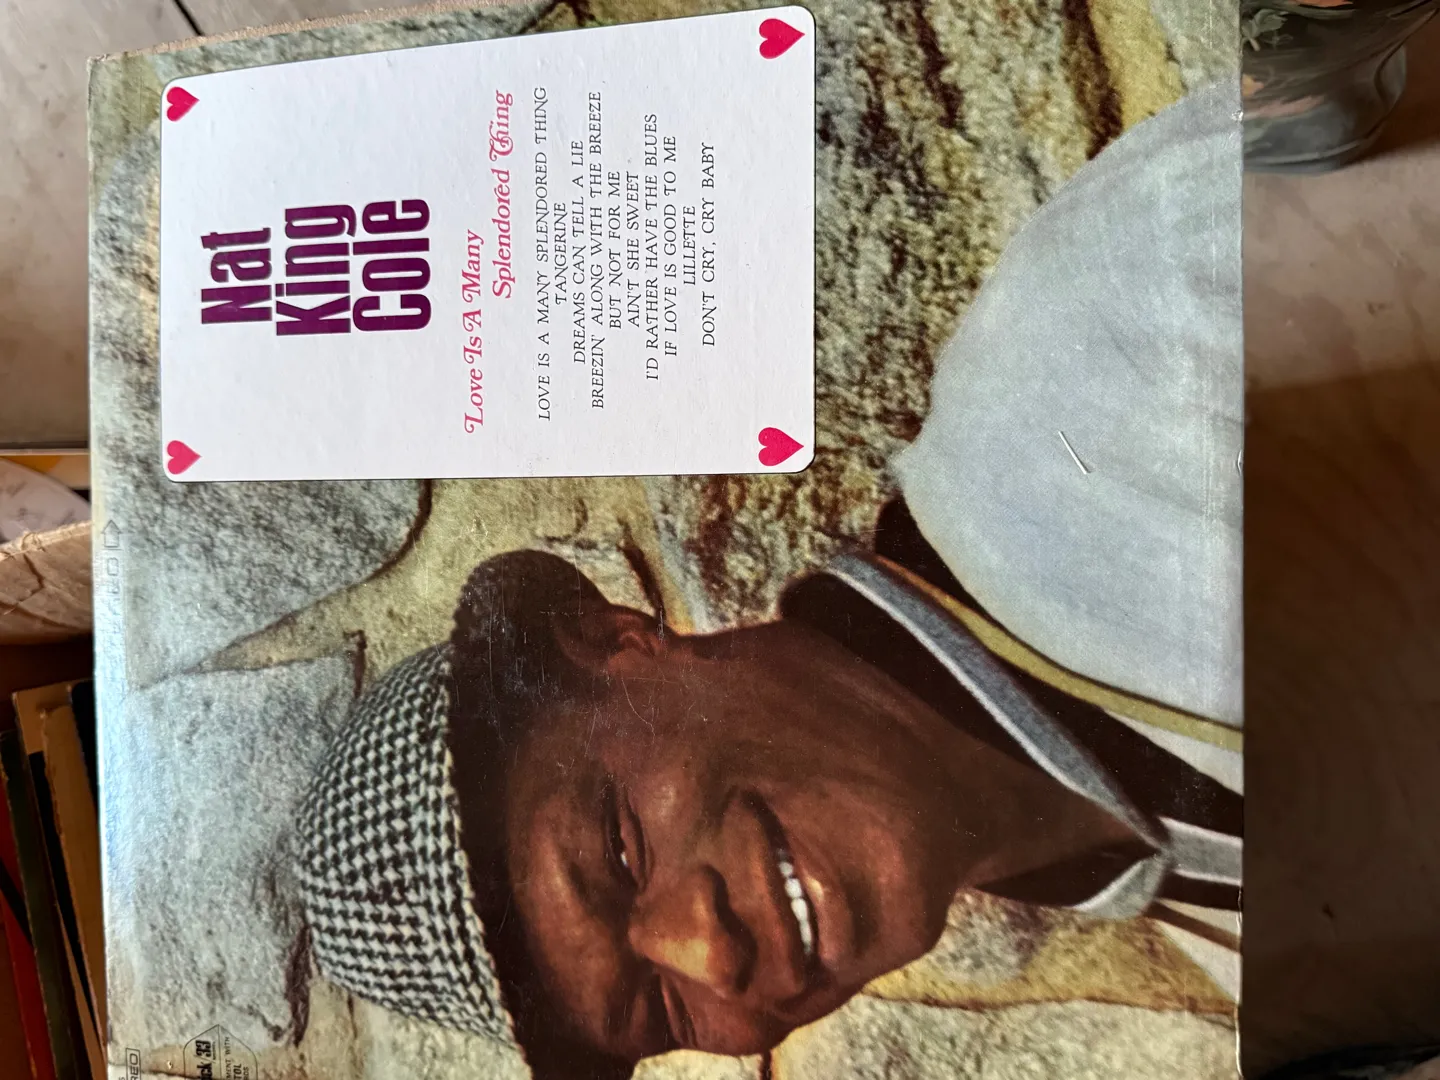 Nat
King
Cole
Love Is A Many
Splendored Thing
LOVE IS A MANY SPLENDORED THING
TANGERINE
DREAMS CAN TELL A LIE
BREEZIN' ALONG WITH THE BREEZE
BUT NOT FOR ME
AIN'T SHE SWEET
I'D RATHER HAVE THE BLUES
IF LOVE IS GOOD TO ME
LILLETTE
DON'T CRY, CRY BABY